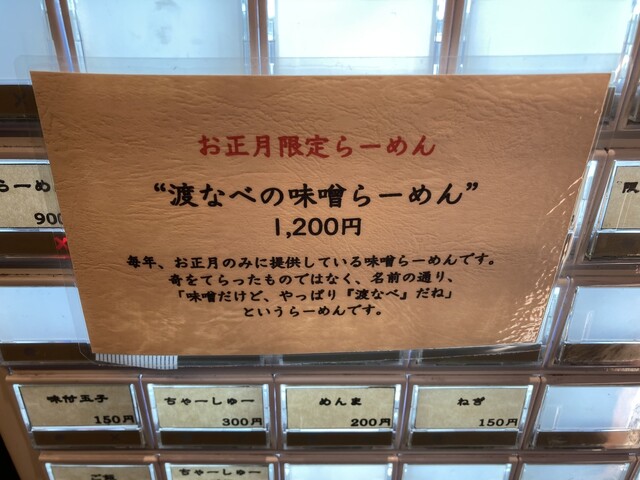 お正月限定らーめん
“渡なべの味噌らーめん”
1,200円
毎年、お正月のみに提供している味噌らーめんです。
奇をてらったものではなく、名前の通り、
「味噌だけど、やっぱり『渡なべ』だね」
というらーめんです。
らーめ
900
限
味付玉子
150円
ちゃーしゅー
300円
めんま
200円
ねぎ
150円
ちゃーしゅー